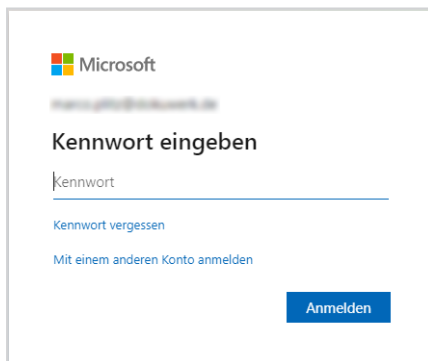 Microsoft
Kennwort eingeben
Kennwort
Kennwort vergessen
Mit einem anderen Konto anmelden
Anmelden